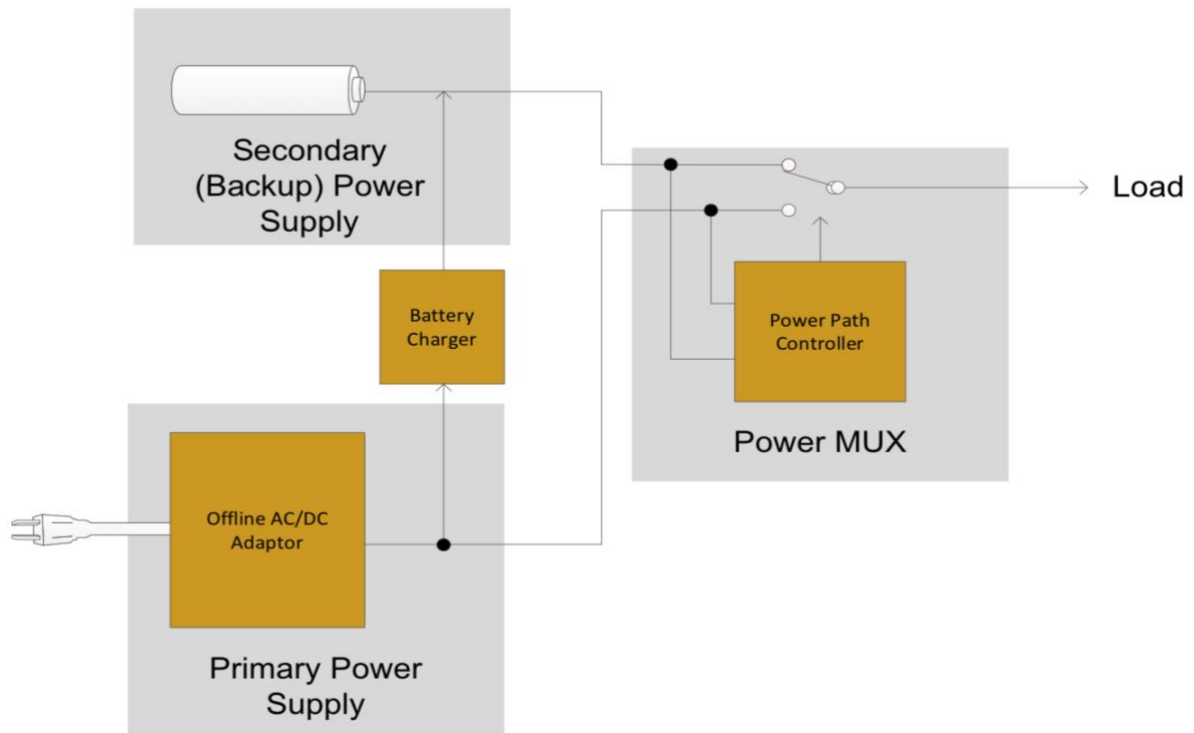 Secondary
(Backup) Power
Supply
Load
Battery
Charger
Power Path
Controller
Power MUX
Offline AC/DC
Adaptor
Primary Power
Supply